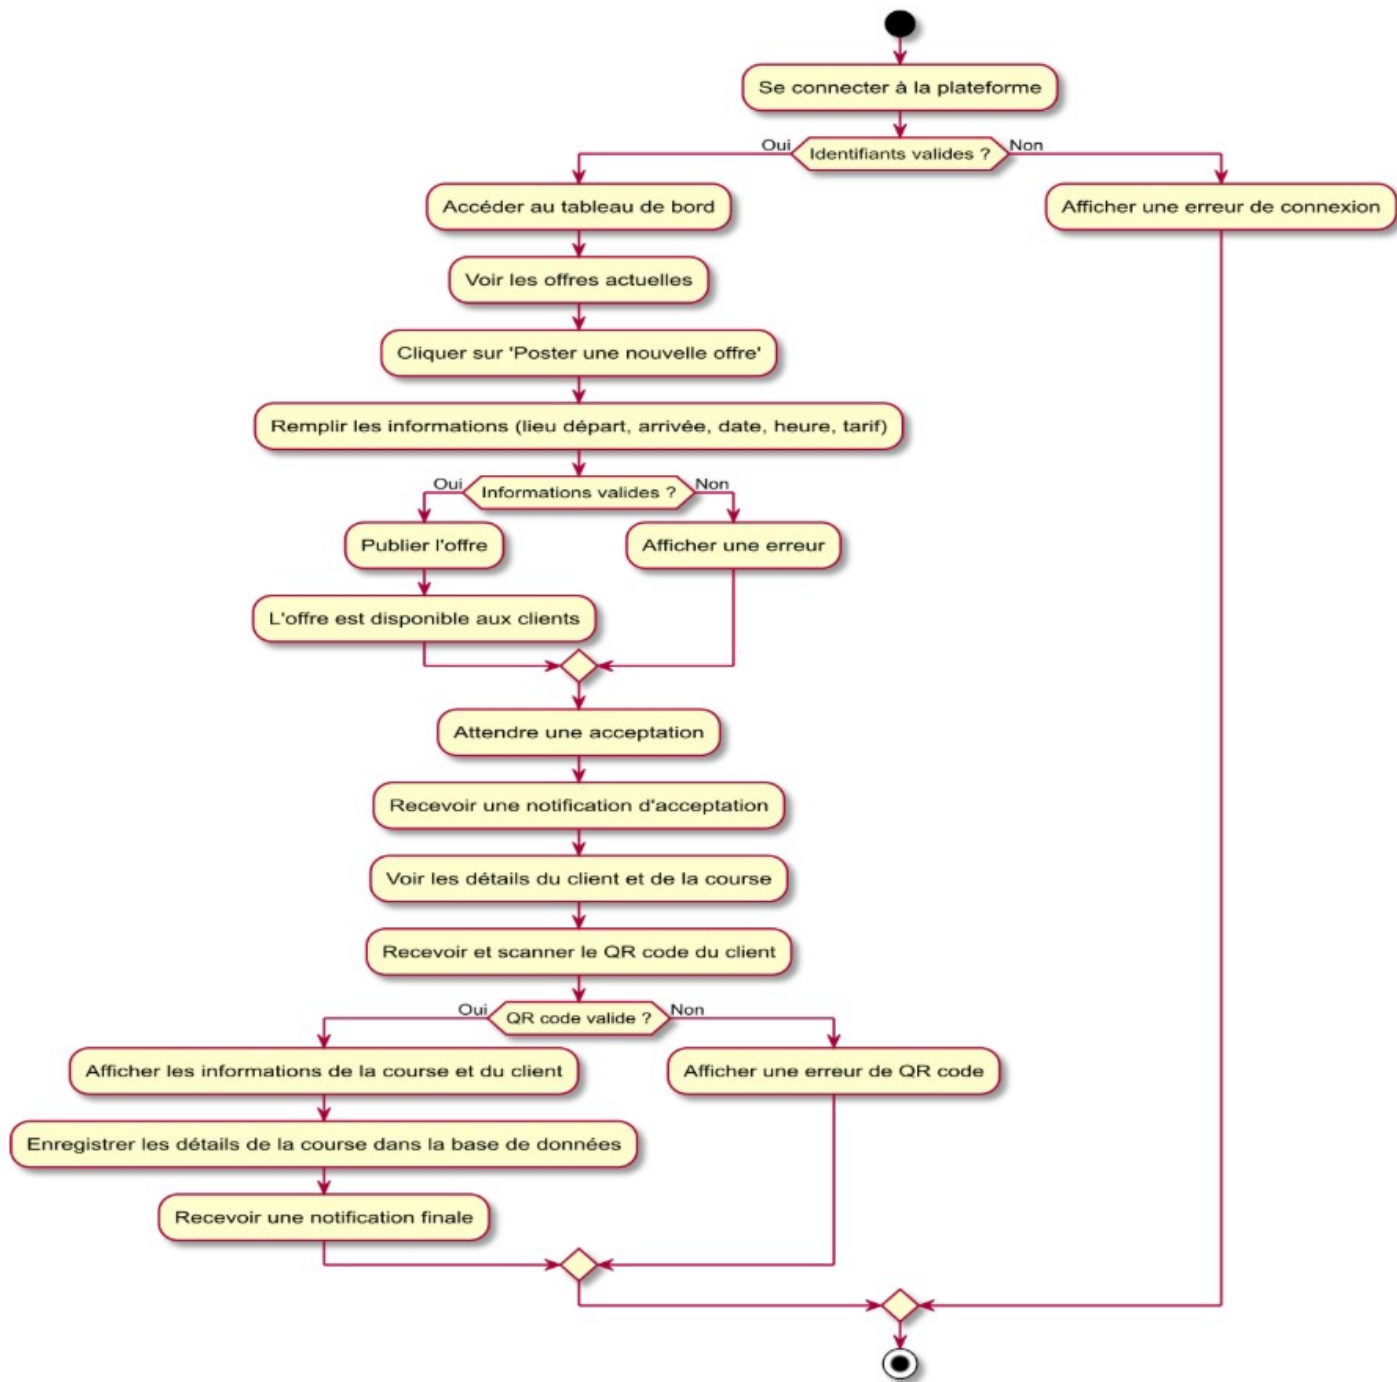 Se connecter à la plateforme
Oui
Identifiants valides ?
Non
Accéder au tableau de bord
Afficher une erreur de connexion
Voir les offres actuelles
Cliquer sur 'Poster une nouvelle offre'
Remplir les informations (lieu départ, arrivée, date, heure, tarif)
Oui
Informations valides ?
Non
Publier l'offre
Afficher une erreur
L'offre est disponible aux clients
Attendre une acceptation
Recevoir une notification d'acceptation
Voir les détails du client et de la course
Recevoir et scanner le QR code du client
Oui
QR code valide ?
Non
Afficher les informations de la course et du client
Afficher une erreur de QR code
Enregistrer les détails de la course dans la base de données
Recevoir une notification finale